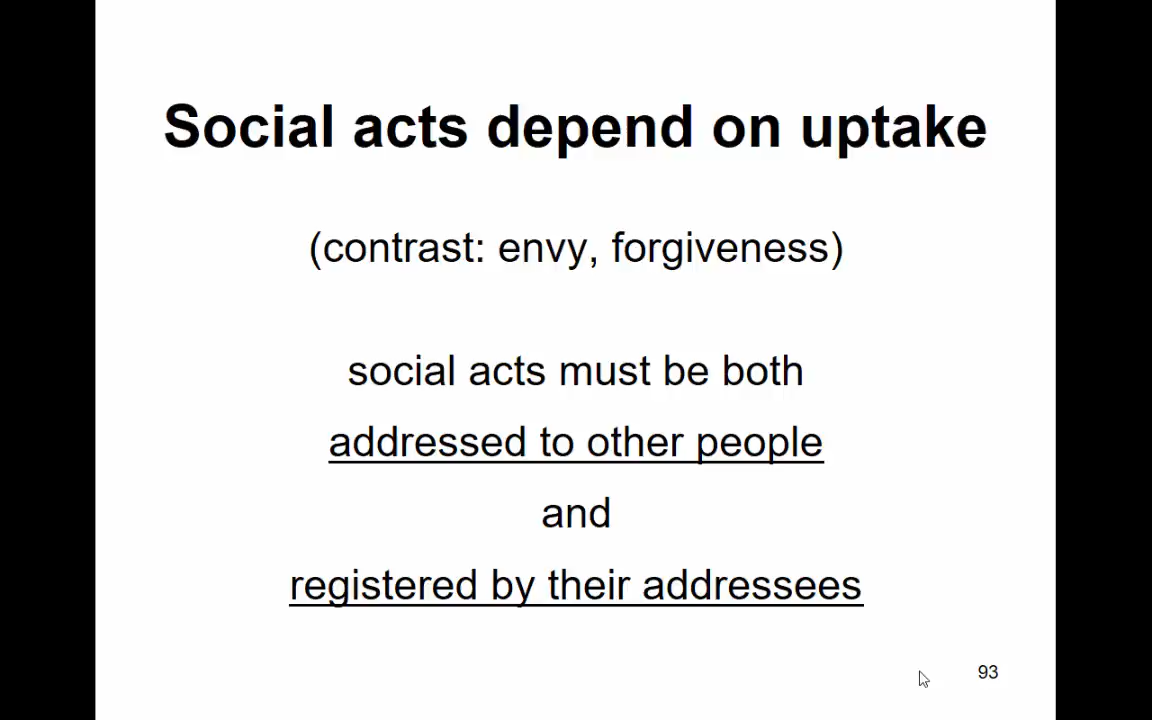 Social acts depend on uptake
(contrast: envy, forgiveness)
social acts must be both
addressed to other people
and
registered by their addressees
93